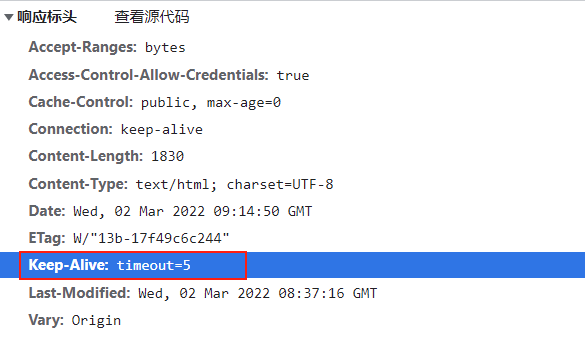 响应标头 查看源代码
Accept-Ranges: bytes
Access-Control-Allow-Credentials: true
Cache-Control: public, max-age=0
Connection: keep-alive
Content-Length: 1830
Content-Type: text/html; charset=UTF-8
Date: Wed, 02 Mar 2022 09:14:50 GMT
ETag: W/"13b-17f49c6c244"
Keep-Alive: timeout=5
Last-Modified: Wed, 02 Mar 2022 08:37:16 GMT
Vary: Origin